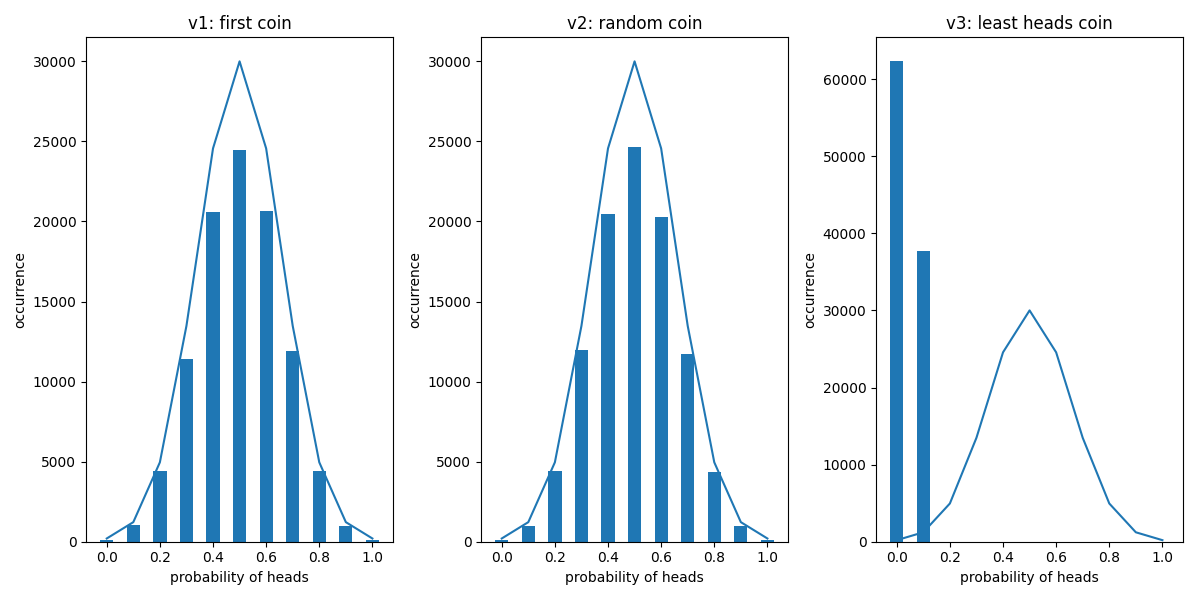 v1: first coin
30000
25000
20000
15000
10000
5000
0
0.0 0.2 0.4 0.6 0.8 1.0
probability of heads
occurrence
v2: random coin
30000
25000
20000
15000
10000
5000
0
0.0 0.2 0.4 0.6 0.8 1.0
probability of heads
occurrence
v3: least heads coin
60000
50000
40000
30000
20000
10000
0
0.0 0.2 0.4 0.6 0.8 1.0
probability of heads
occurrence